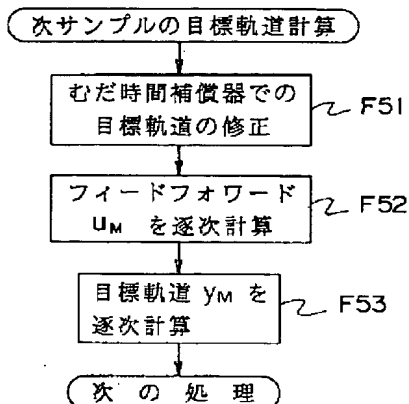 次サンプルの目標軌道計算
むだ時間補償器での
目標軌道の修正
F51
フィードフォワード
uM を逐次計算
F52
目標軌道 yM を
逐次計算
F53
次の処理